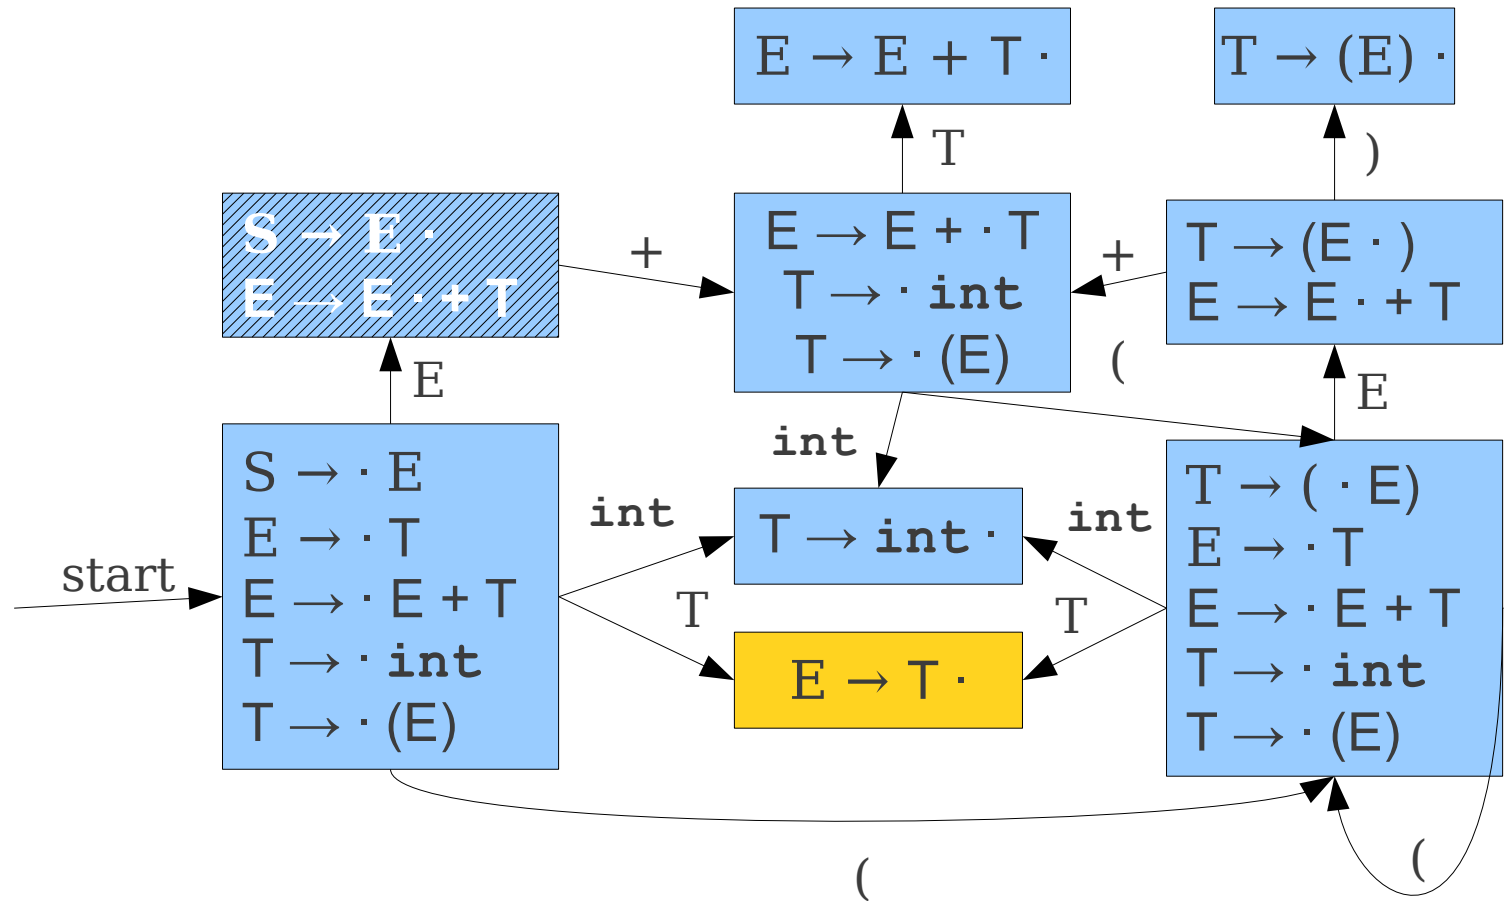 E → E + T ·
T → (E) ·
T
)
S → E ·
E → E · + T
+
E → E + · T
T → · int
T → · (E)
+
T → (E · )
E → E · + T
E
(
E
int
S → · E
E → · T
E → · E + T
T → · int
T → · (E)
start
int
T → int ·
int
T
E → T ·
T
T → ( · E)
E → · T
E → · E + T
T → · int
T → · (E)
(
(